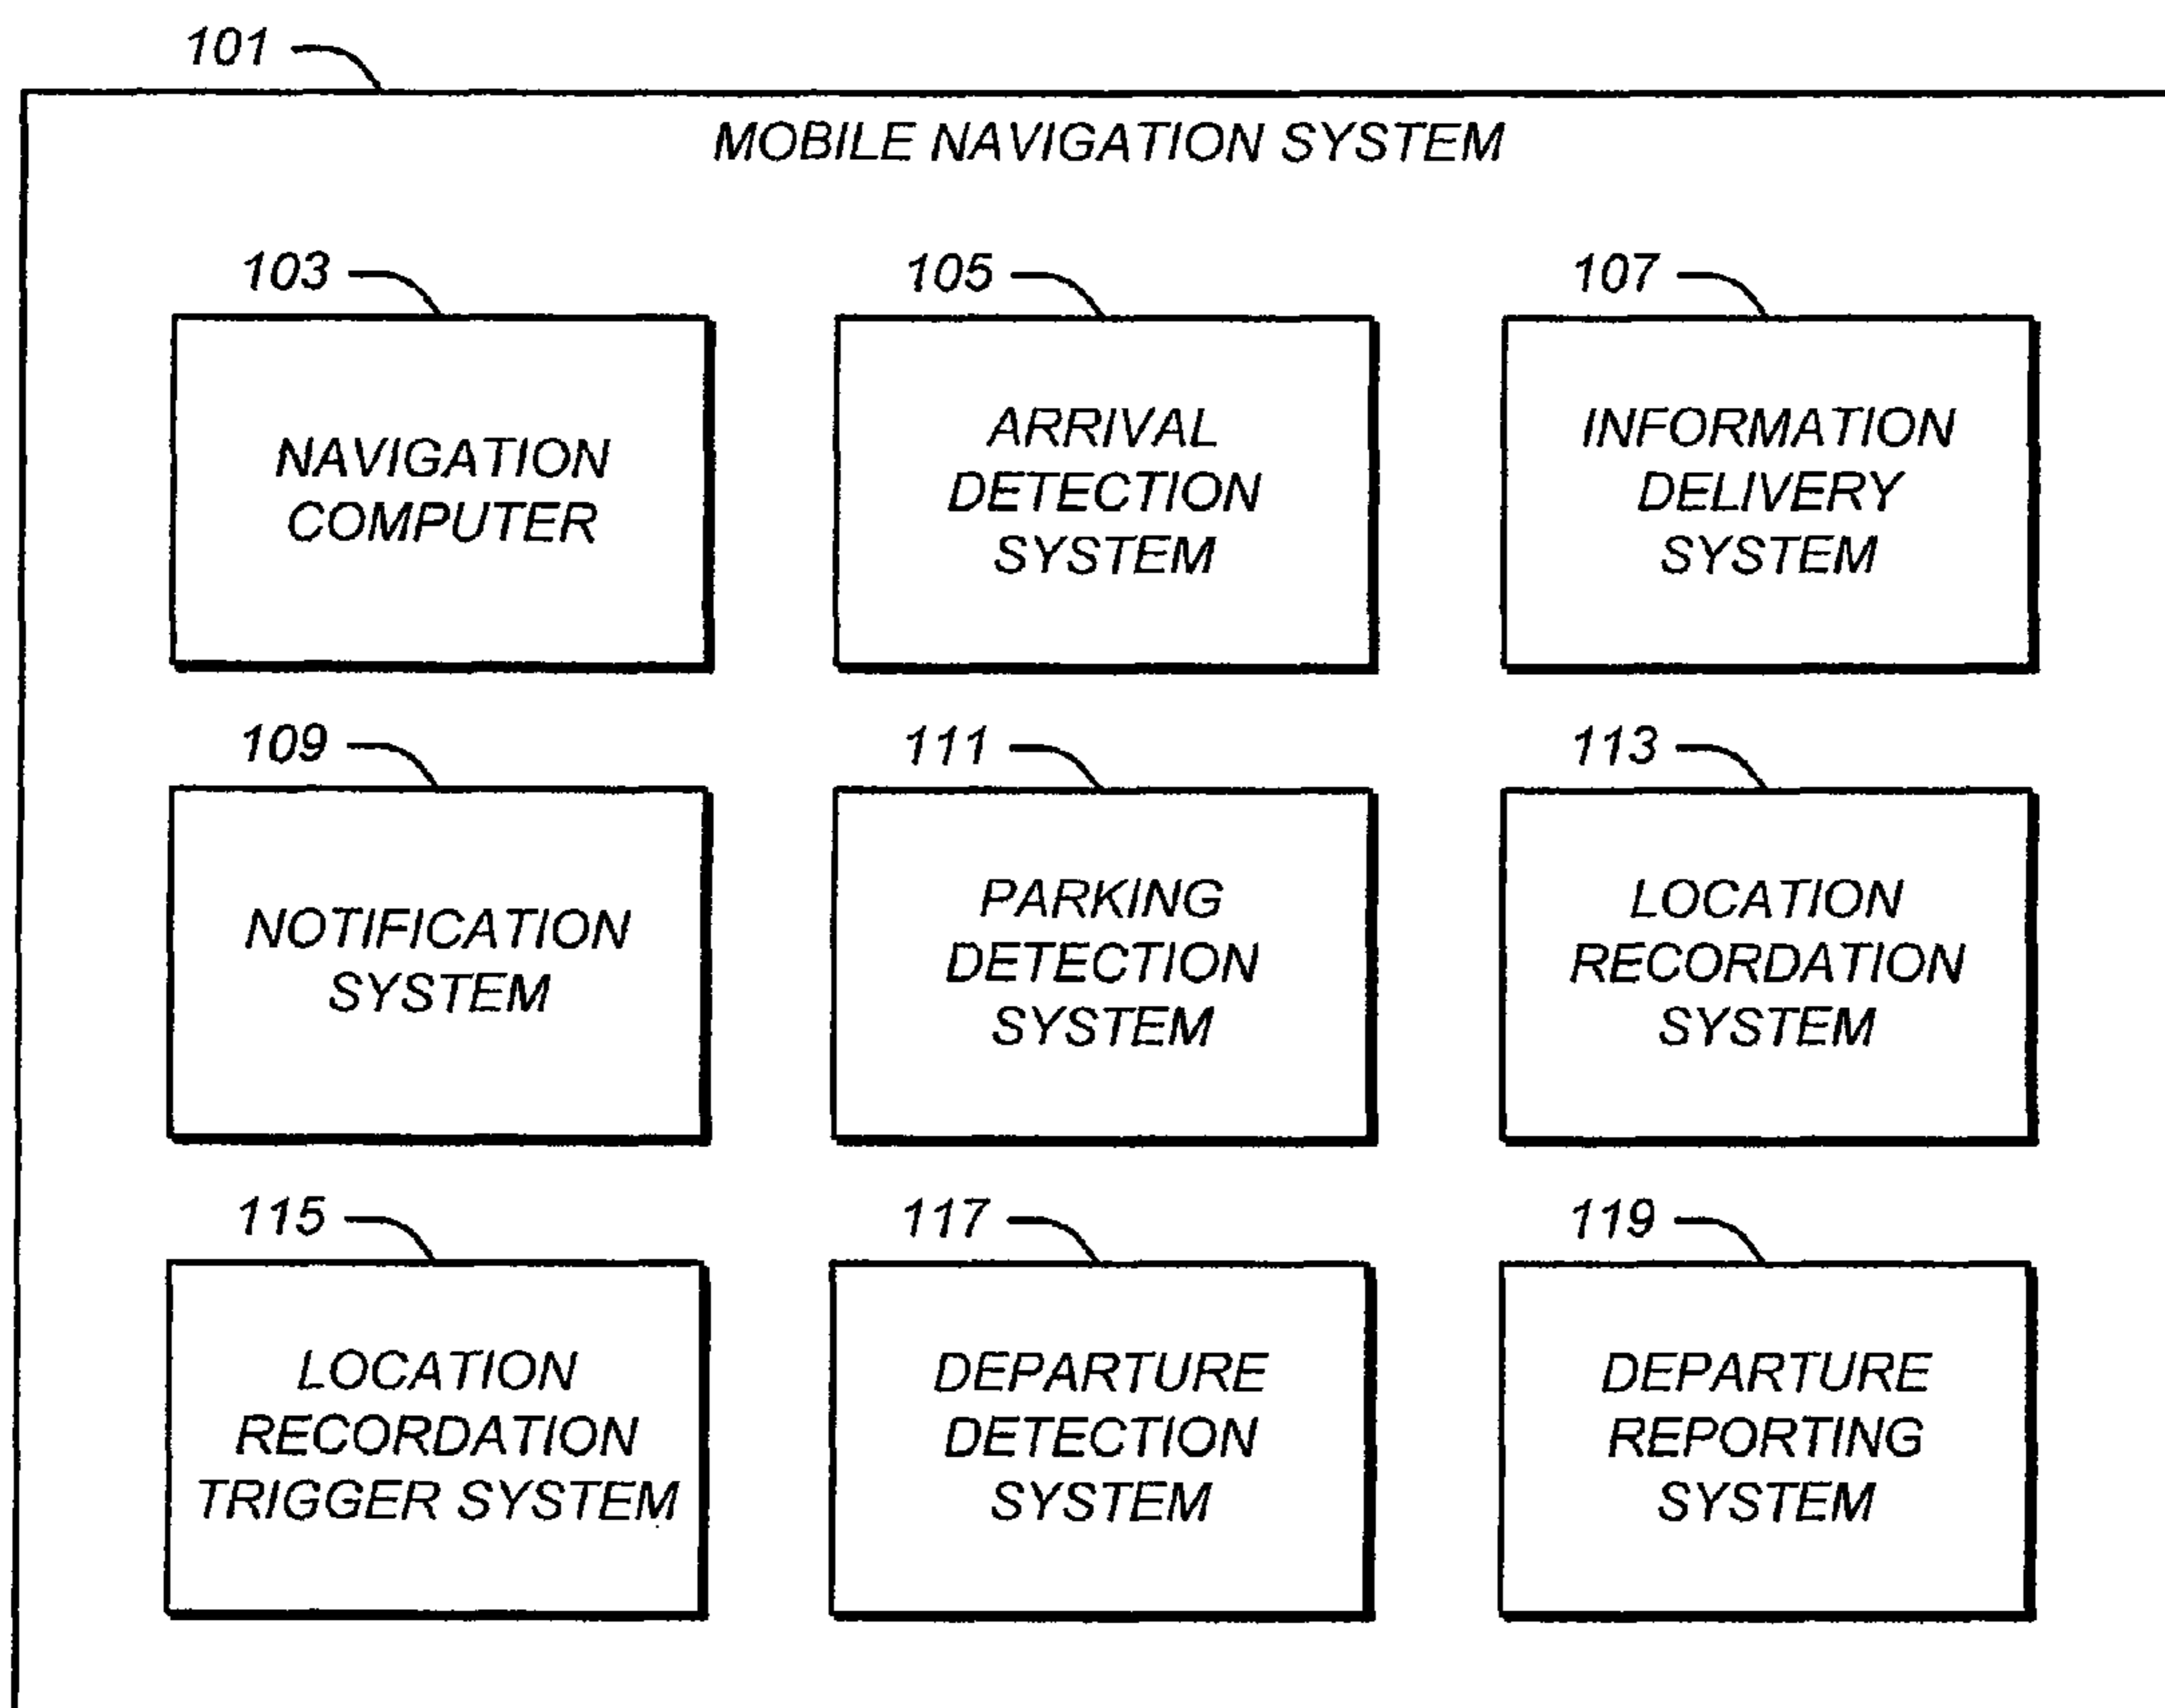 101
MOBILE NAVIGATION SYSTEM
103
105
107
NAVIGATION
COMPUTER
ARRIVAL
DETECTION
SYSTEM
INFORMATION
DELIVERY
SYSTEM
109
111
113
NOTIFICATION
SYSTEM
PARKING
DETECTION
SYSTEM
LOCATION
RECORDATION
SYSTEM
115
117
119
LOCATION
RECORDATION
TRIGGER SYSTEM
DEPARTURE
DETECTION
SYSTEM
DEPARTURE
REPORTING
SYSTEM